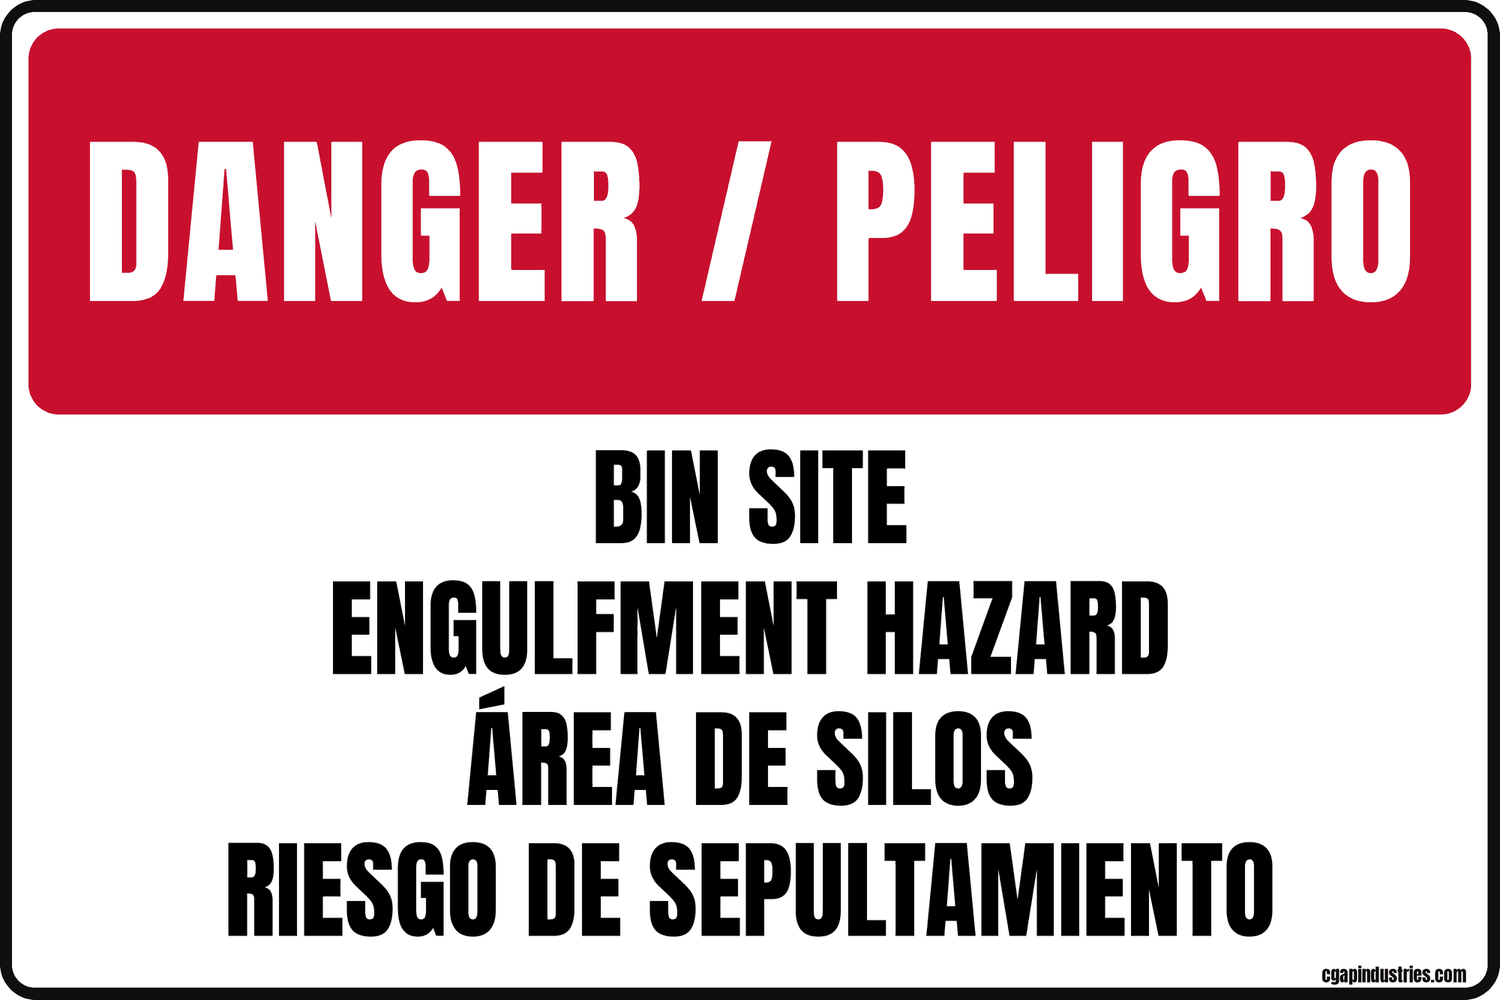 DANGER / PELIGRO
BIN SITE
ENGULFMENT HAZARD
ÁREA DE SILOS
RIESGO DE SEPULTAMIENTO
cgapindustries.com